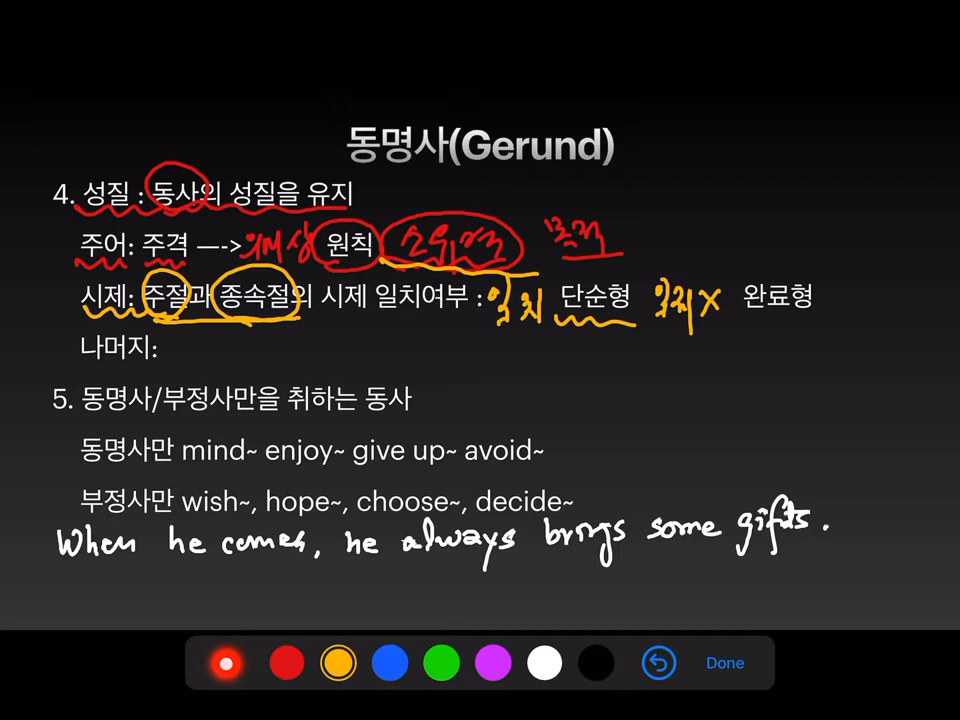 동명사(Gerund)
4. 성질 : 동사의 성질을 유지
주어: 주격 —-> 의미상 원칙 소유격 목적
시제: 주절과 종속절의 시제 일치여부 : 일치 단순형 일치X 완료형
나머지:
5. 동명사/부정사만을 취하는 동사
동명사만 mind~ enjoy~ give up~ avoid~
부정사만 wish~, hope~, choose~, decide~
When he comes, he always brings some gifts.
Done